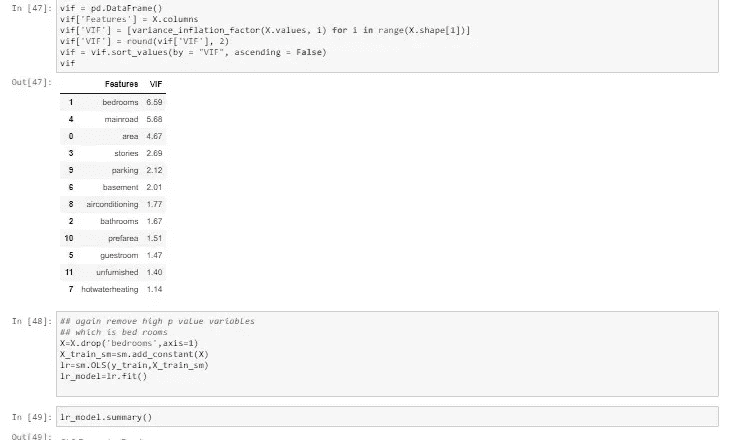 In [47]: vif = pd.DataFrame()
vif['Features'] = X.columns
vif['VIF'] = [variance_inflation_factor(X.values, i) for i in range(X.shape[1])]
vif['VIF'] = round(vif['VIF'], 2)
vif = vif.sort_values(by = "VIF", ascending = False)
vif
Out[47]:
Features VIF
1 bedrooms 6.59
4 mainroad 5.68
0 area 4.67
3 stories 2.69
9 parking 2.12
6 basement 2.01
8 airconditioning 1.77
2 bathrooms 1.67
10 prefarea 1.51
5 guestroom 1.47
11 unfurnished 1.40
7 hotwaterheating 1.14
In [48]: ## again remove high p value variables
## which is bed rooms
X=X.drop('bedrooms',axis=1)
X_train_sm=sm.add_constant(X)
lr=sm.OLS(y_train,X_train_sm)
lr_model=lr.fit()
In [49]: lr_model.summary()
Out[49]: